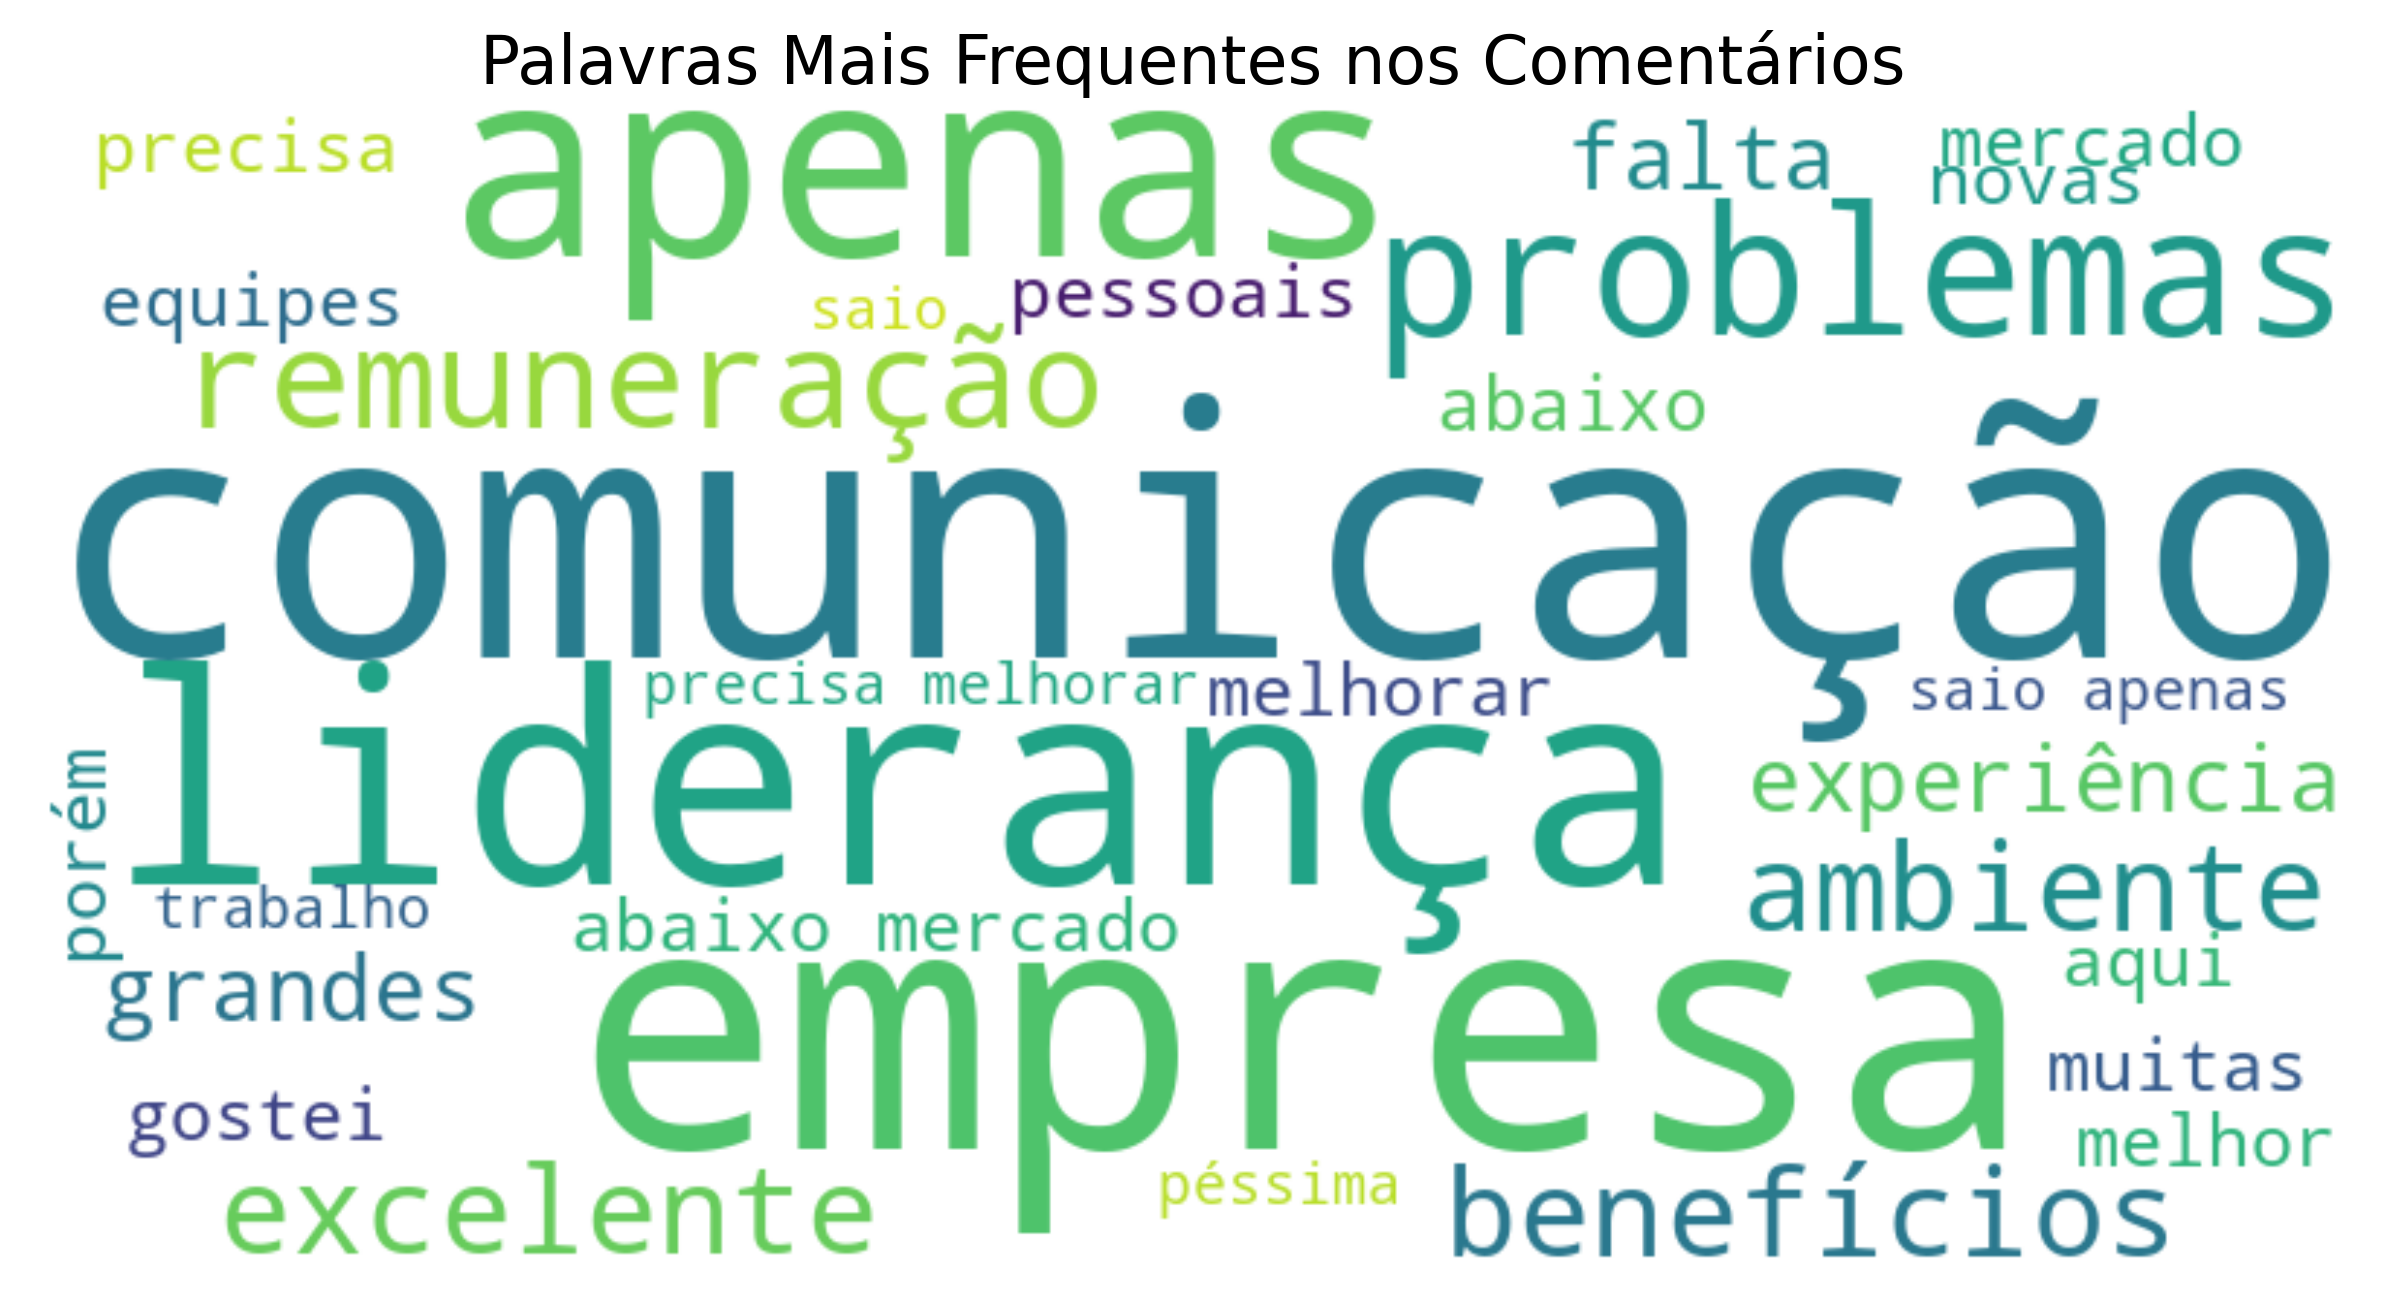 Palavras Mais Frequentes nos Comentários
precisa
apenas
falta
mercado
novas
problemas
equipes
saio
pessoais
remuneração
abaixo
comunicação
precisa melhorar
melhorar
saio apenas
liderança
experiência
porém
ambiente
trabalho
abaixo mercado
aqui
grandes
empresa
muitas
gostei
melhor
excelente
péssima
benefícios